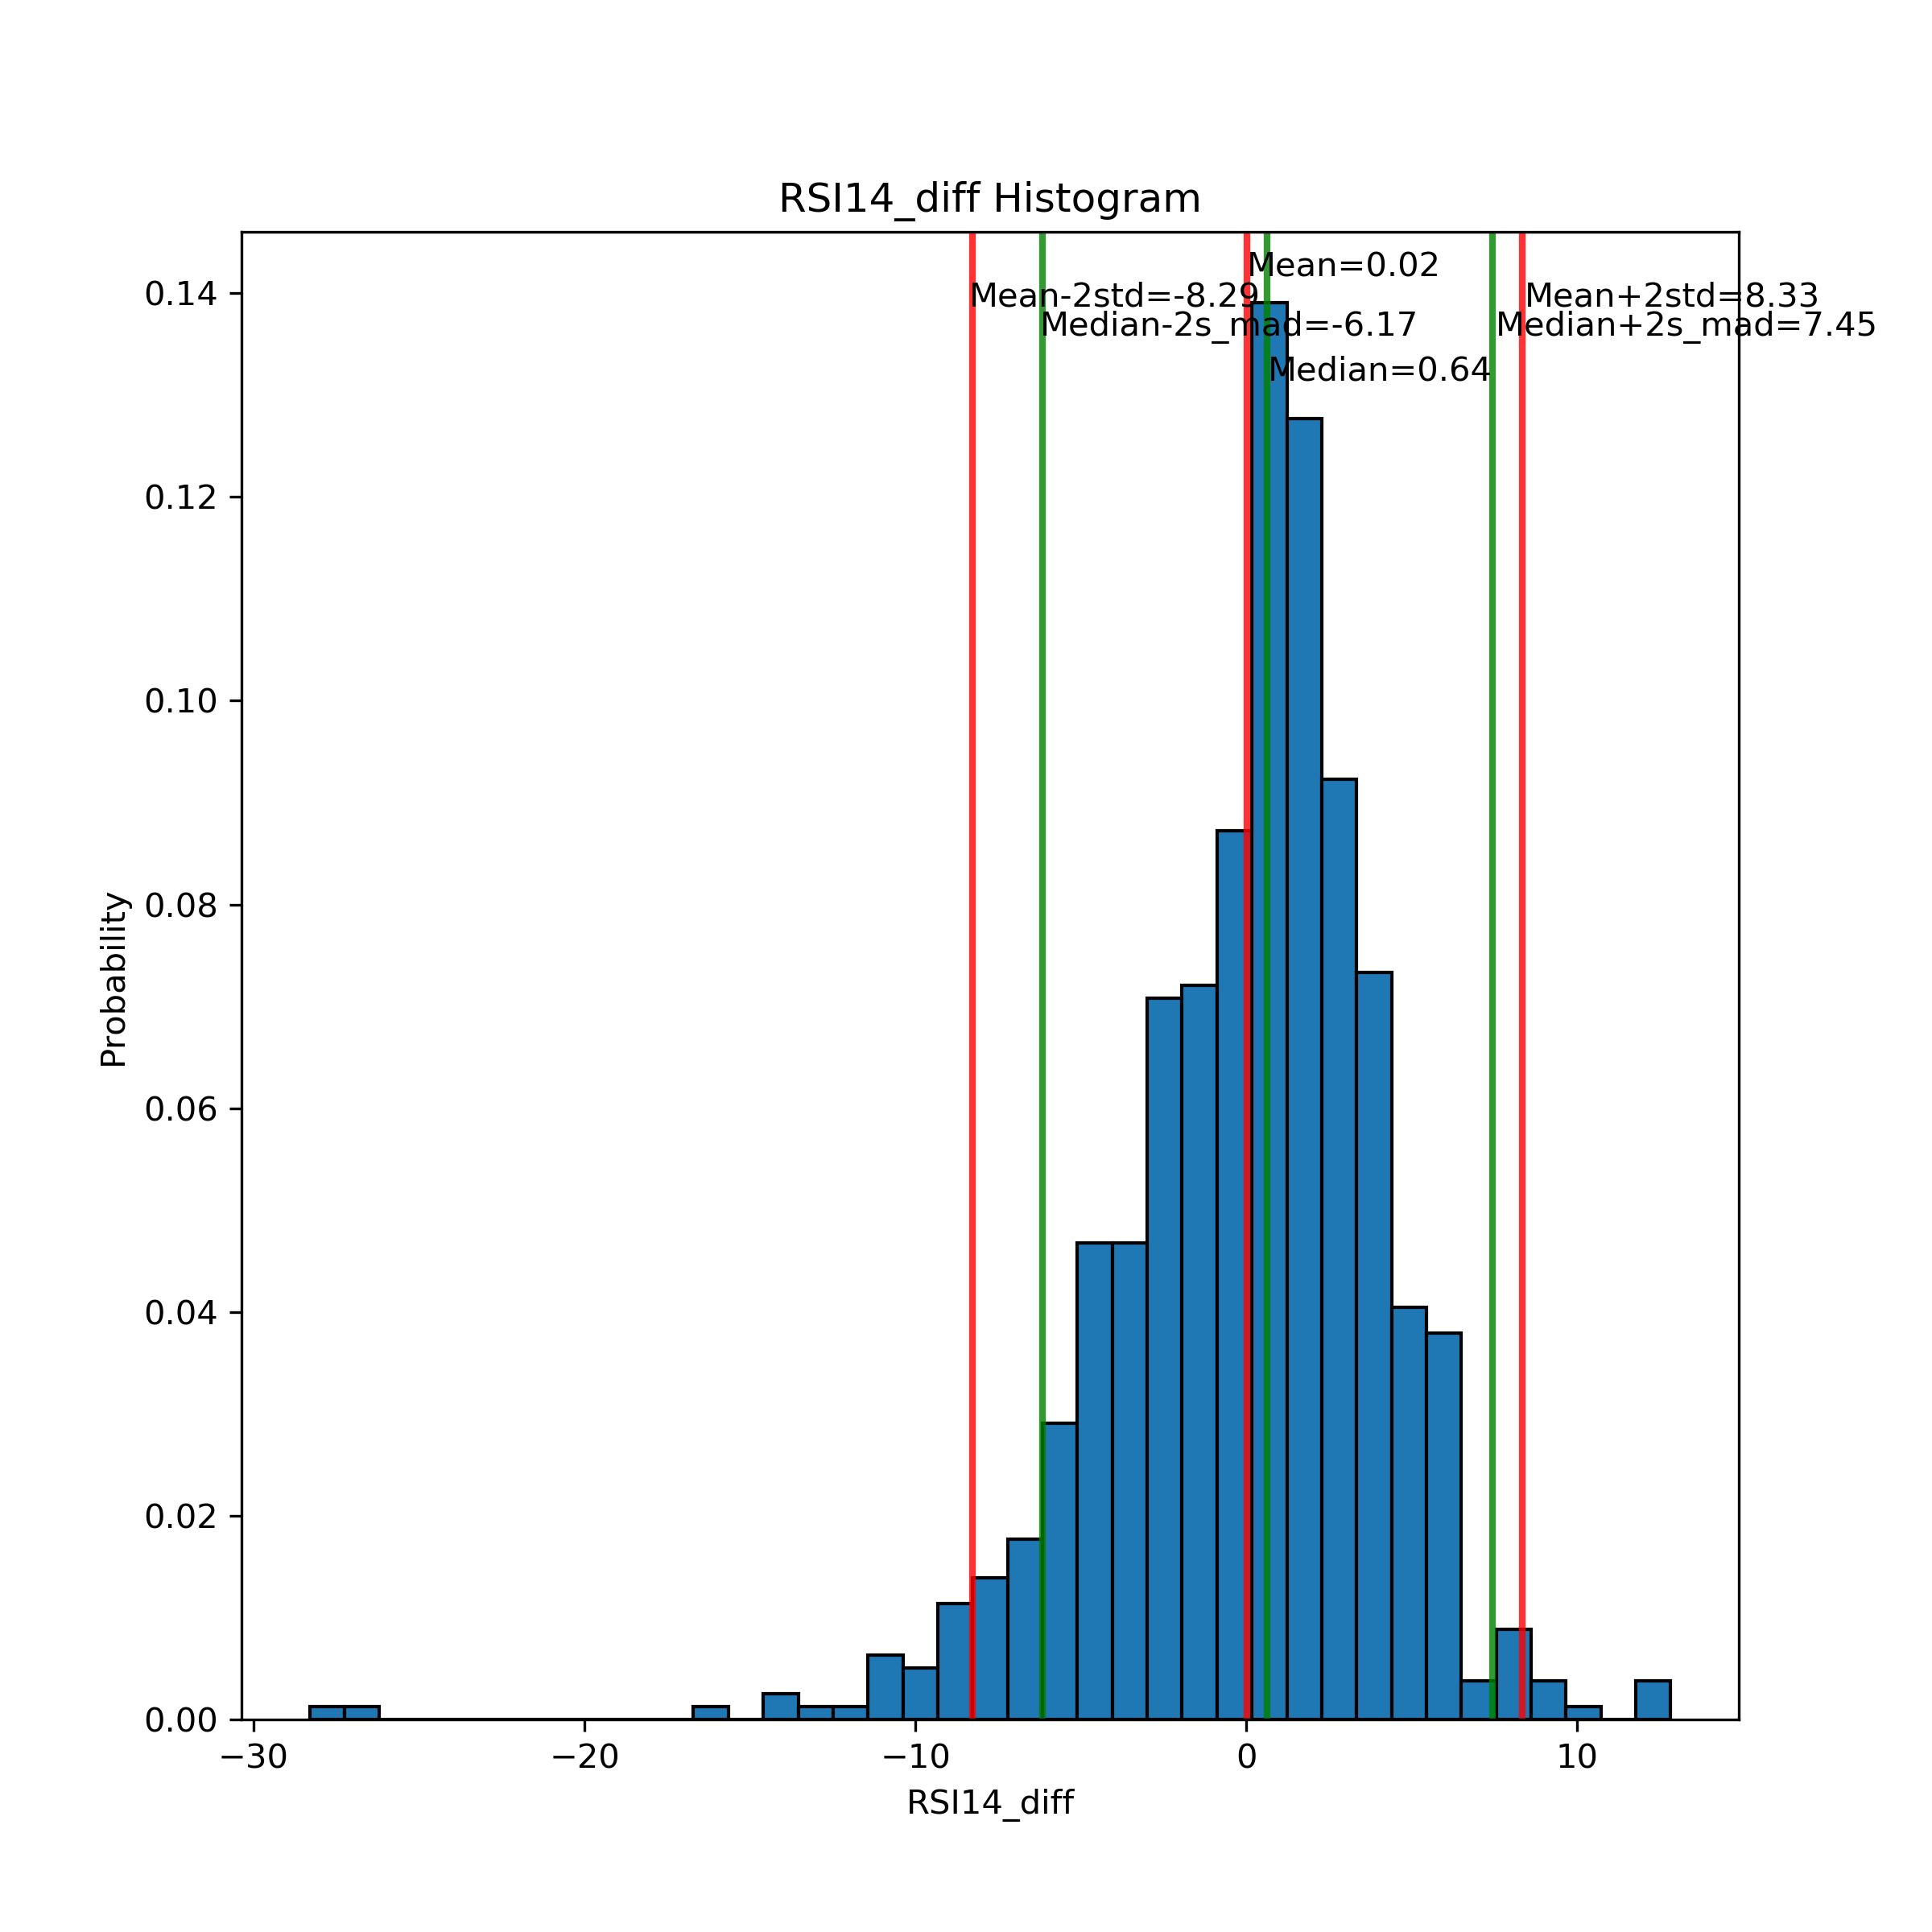 RSI14_diff Histogram
Mean=0.02
Mean-2std=-8.29
Mean+2std=8.33
Median-2s_mad=-6.17
Median+2s_mad=7.45
Median=0.64
0.14
0.12
0.10
0.08
0.06
0.04
0.02
0.00
Probability
−30 −20 −10 0 10
RSI14_diff